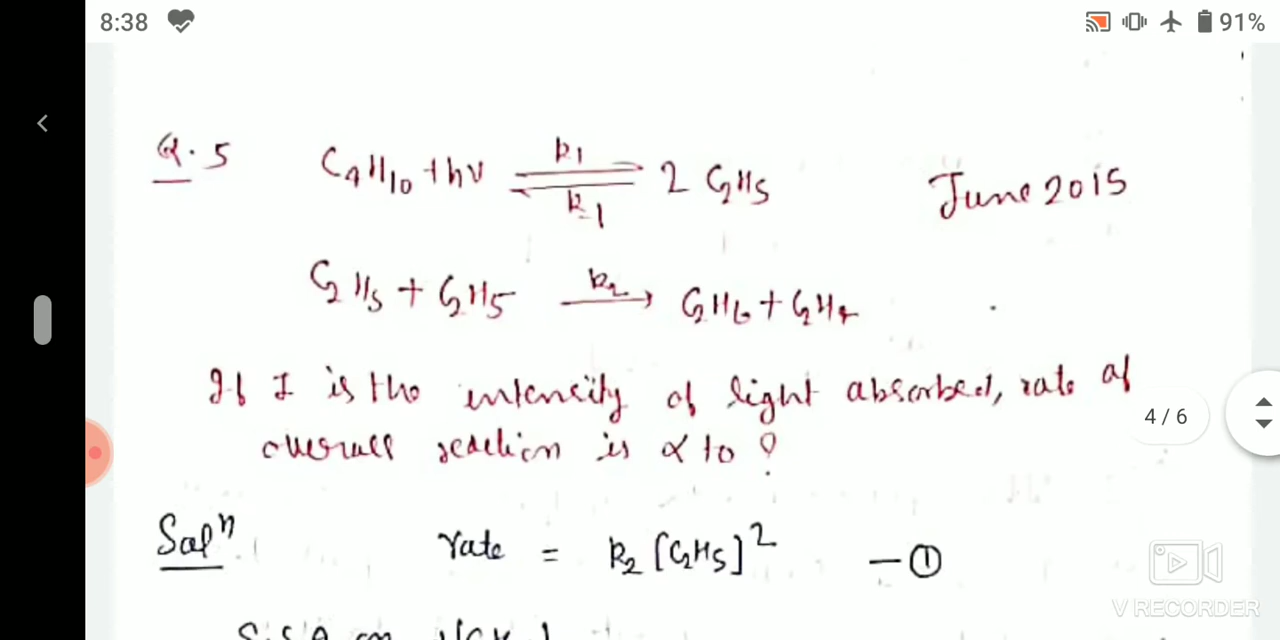 8:38 91%
Q.5 C4H10 + hν ⇌ 2 C2H5 June 2015
k1
k-1
C2H5 + C2H5 → C2H6 + C2H4
k2
If I is the intensity of light absorbed, rate of
4 / 6
overall reaction is α to ?
Solⁿ rate = k2 [C2H5]² —①
V RECORDER
S.S.A on